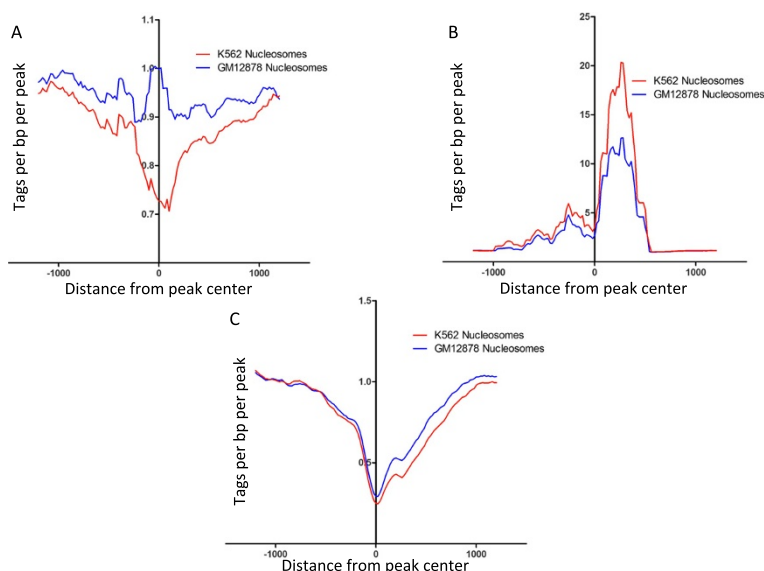 A
1.1
1.0
0.9
0.8
0.7
-1000
0
1000
Tags per bp per peak
Distance from peak center
K562 Nucleosomes
GM12878 Nucleosomes
B
25
20
15
10
5
-1000
0
1000
Tags per bp per peak
Distance from peak center
K562 Nucleosomes
GM12878 Nucleosomes
C
1.5
1.0
0.5
-1000
0
1000
Tags per bp per peak
Distance from peak center
K562 Nucleosomes
GM12878 Nucleosomes